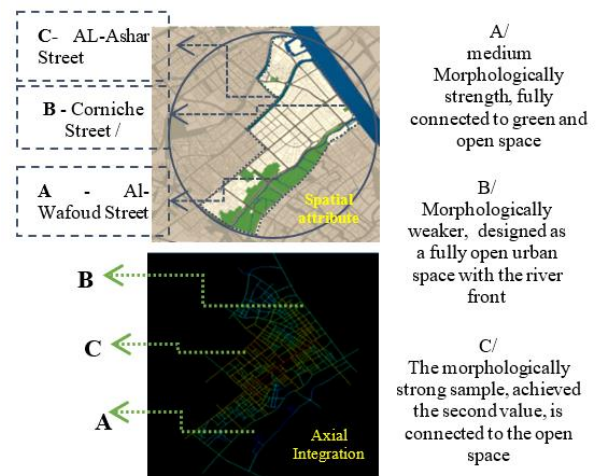 C- AL-Ashar
Street
B - Corniche
Street /
A - Al-
Wafoud Street
Spatial
attribute
B
C
A
Axial
Integration
A/
medium
Morphologically
strength, fully
connected to green and
open space
B/
Morphologically
weaker, designed as
a fully open urban
space with the river
front
C/
The morphologically
strong sample, achieved
the second value, is
connected to the open
space